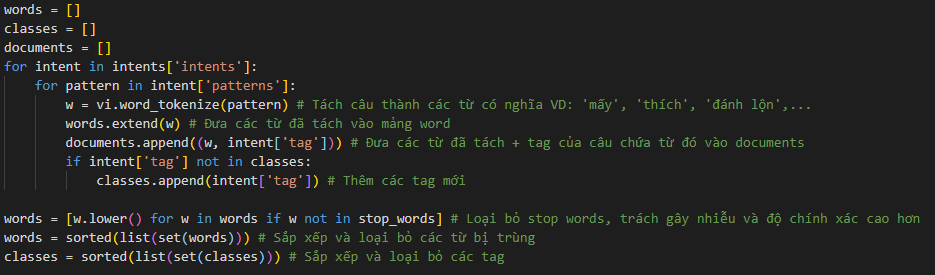 words = []
classes = []
documents = []
for intent in intents['intents']:
    for pattern in intent['patterns']:
        w = vi.word_tokenize(pattern) # Tách câu thành các từ có nghĩa VD: 'mấy', 'thích', 'đánh lộn',...
        words.extend(w) # Đưa các từ đã tách vào mảng word
        documents.append((w, intent['tag'])) # Đưa các từ đã tách + tag của câu chứa từ đó vào documents
        if intent['tag'] not in classes:
            classes.append(intent['tag']) # Thêm các tag mới

words = [w.lower() for w in words if w not in stop_words] # Loại bỏ stop words, trách gây nhiễu và độ chính xác cao hơn
words = sorted(list(set(words))) # Sắp xếp và loại bỏ các từ bị trùng
classes = sorted(list(set(classes))) # Sắp xếp và loại bỏ các tag